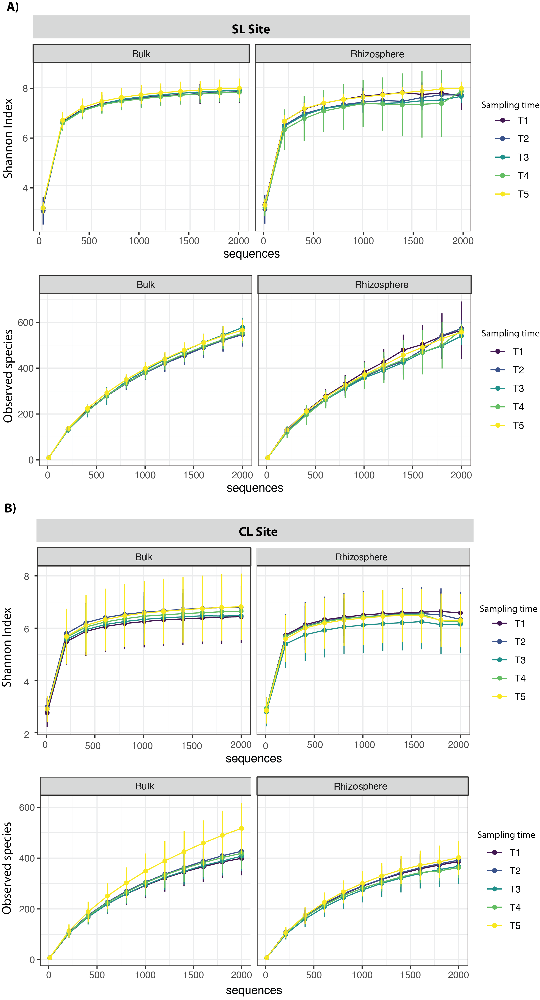 A)
SL Site
Bulk Rhizosphere
Shannon Index
8
6
4
0 500 1000 1500 2000 0 500 1000 1500 2000
sequences
Sampling time
T1
T2
T3
T4
T5
Bulk Rhizosphere
Observed species
600
400
200
0
0 500 1000 1500 2000 0 500 1000 1500 2000
sequences
Sampling time
T1
T2
T3
T4
T5
B)
CL Site
Bulk Rhizosphere
Shannon Index
8
6
4
2
0 500 1000 1500 2000 0 500 1000 1500 2000
sequences
Sampling time
T1
T2
T3
T4
T5
Bulk Rhizosphere
Observed species
600
400
200
0
0 500 1000 1500 2000 0 500 1000 1500 2000
sequences
Sampling time
T1
T2
T3
T4
T5